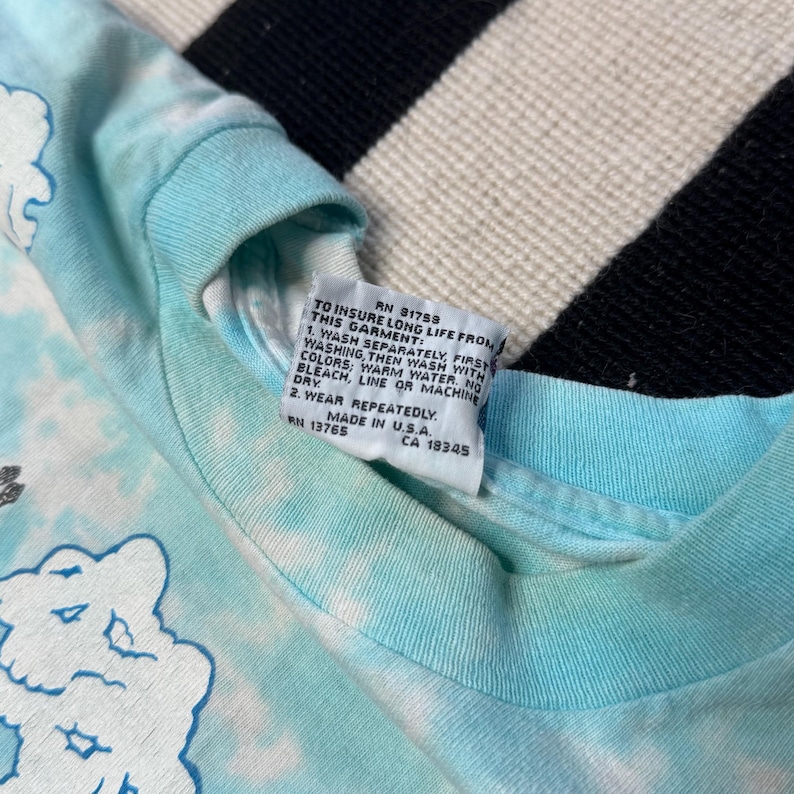 RN 91759
TO INSURE LONG LIFE FROM
THIS GARMENT:
1. WASH SEPARATELY, FIRST
WASHING, THEN WASH WITH
COLORS; WARM WATER. NO
BLEACH, LINE OR MACHINE
DRY.
2. WEAR REPEATEDLY.
MADE IN U.S.A.
RN 13765 CA 18345